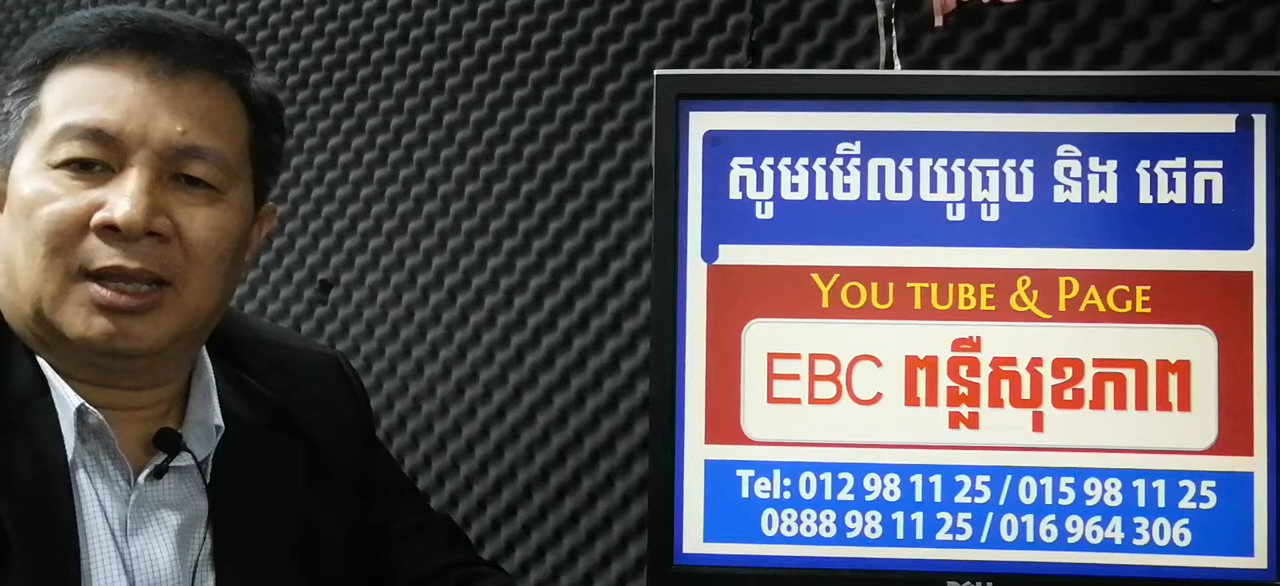 សូមមើលយូធូប និង ផេក
YOU TUBE & PAGE
EBC ពន្លឺសុខភាព
Tel: 012 98 11 25 / 015 98 11 25
0888 98 11 25 / 016 964 306